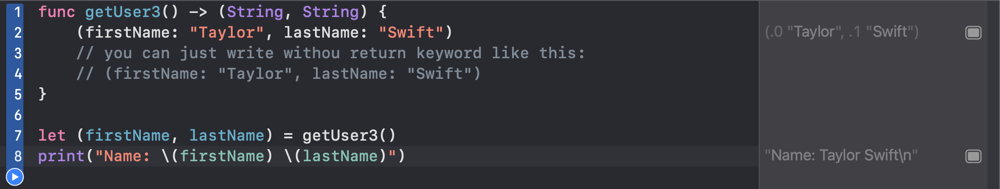 1 func getUser3() -> (String, String) {
2 (firstName: "Taylor", lastName: "Swift") (.0 "Taylor", .1 "Swift")
3 // you can just write withou return keyword like this:
4 // (firstName: "Taylor", lastName: "Swift")
5 }
6
7 let (firstName, lastName) = getUser3()
8 print("Name: \(firstName) \(lastName)") "Name: Taylor Swift\n"